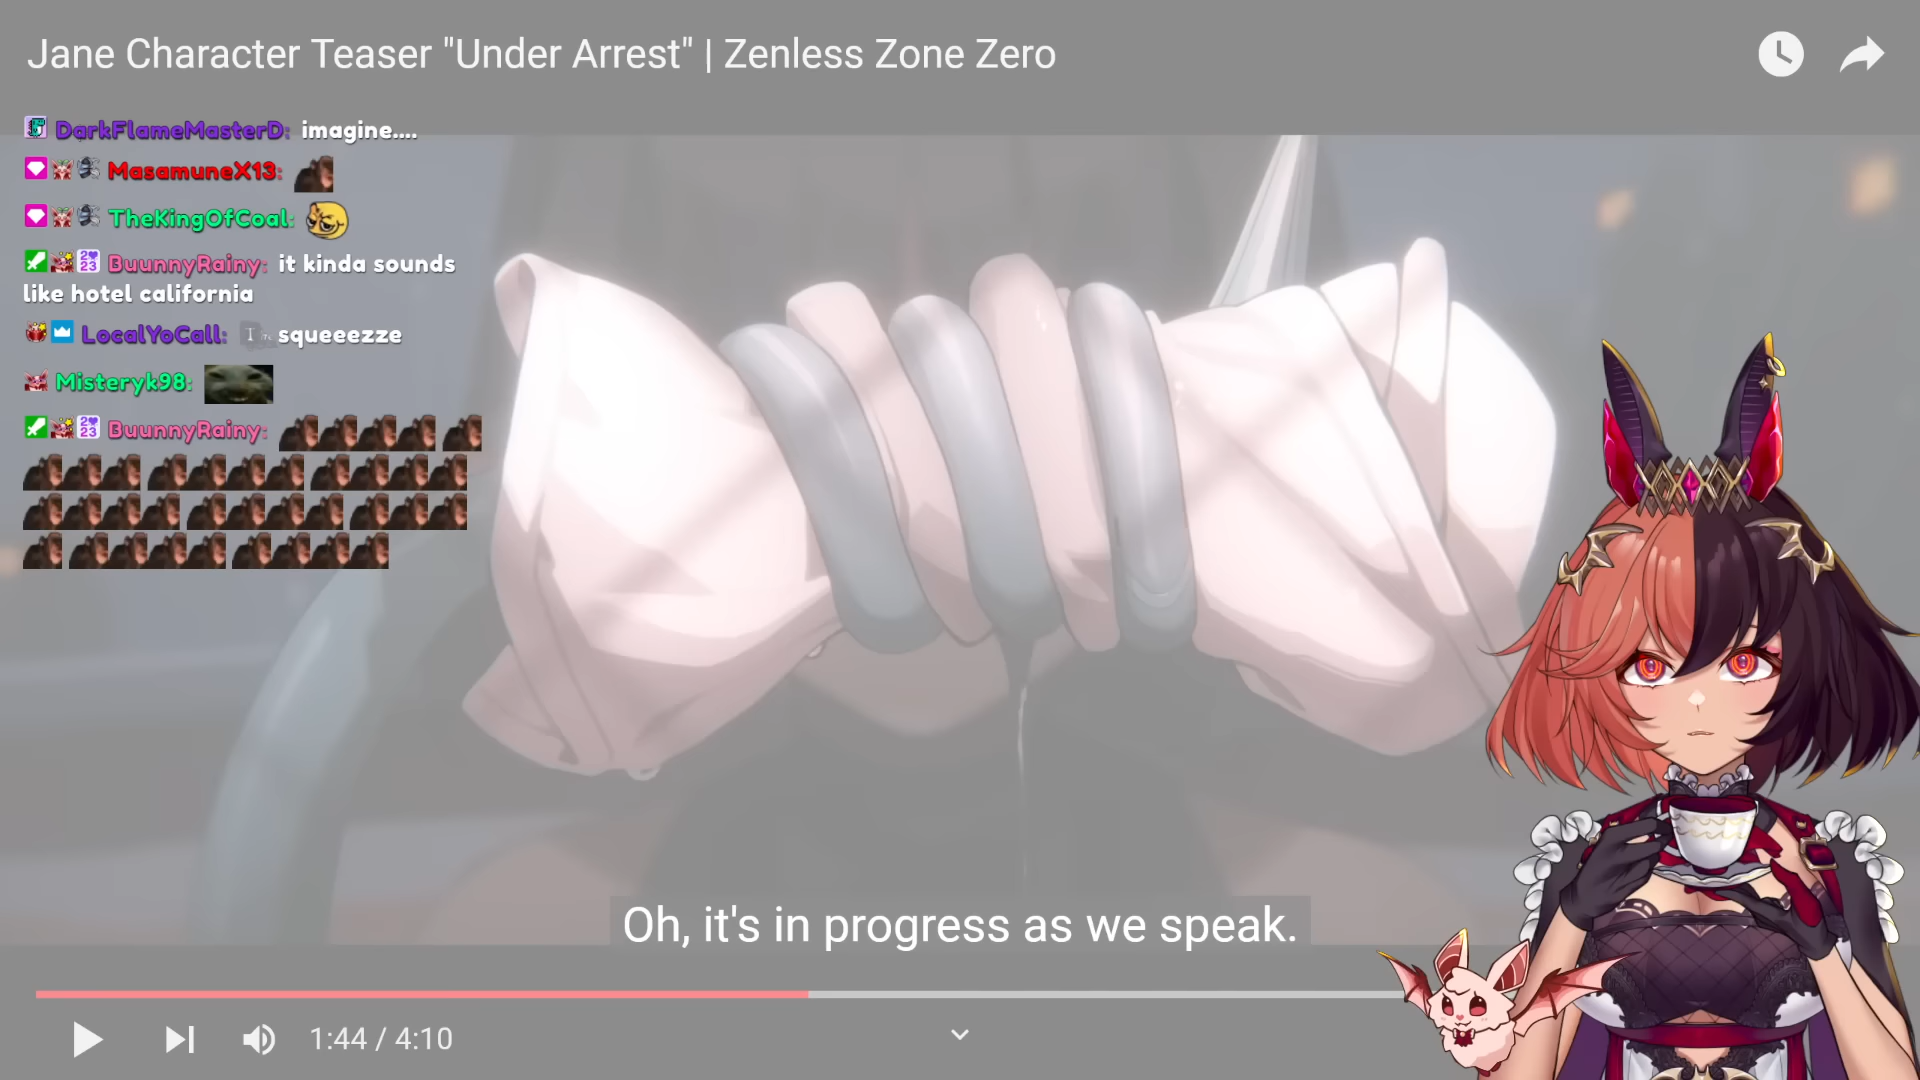 Jane Character Teaser "Under Arrest" | Zenless Zone Zero
DarkFlameMasterD: imagine....
MasamuneX13:
TheKingOfCoal:
BuunnyRainy: it kinda sounds
like hotel california
LocalYoCall: squeeezze
Misteryk98:
BuunnyRainy:
Oh, it's in progress as we speak.
1:44 / 4:10